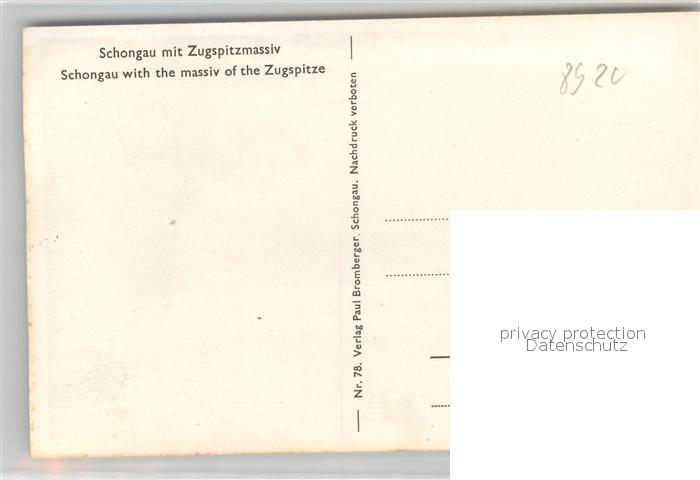 Schongau mit Zugspitzmassiv
Schongau with the massiv of the Zugspitze
Nr. 78. Verlag Paul Bromberger, Schongau. Nachdruck verboten
8920
privacy protection
Datenschutz